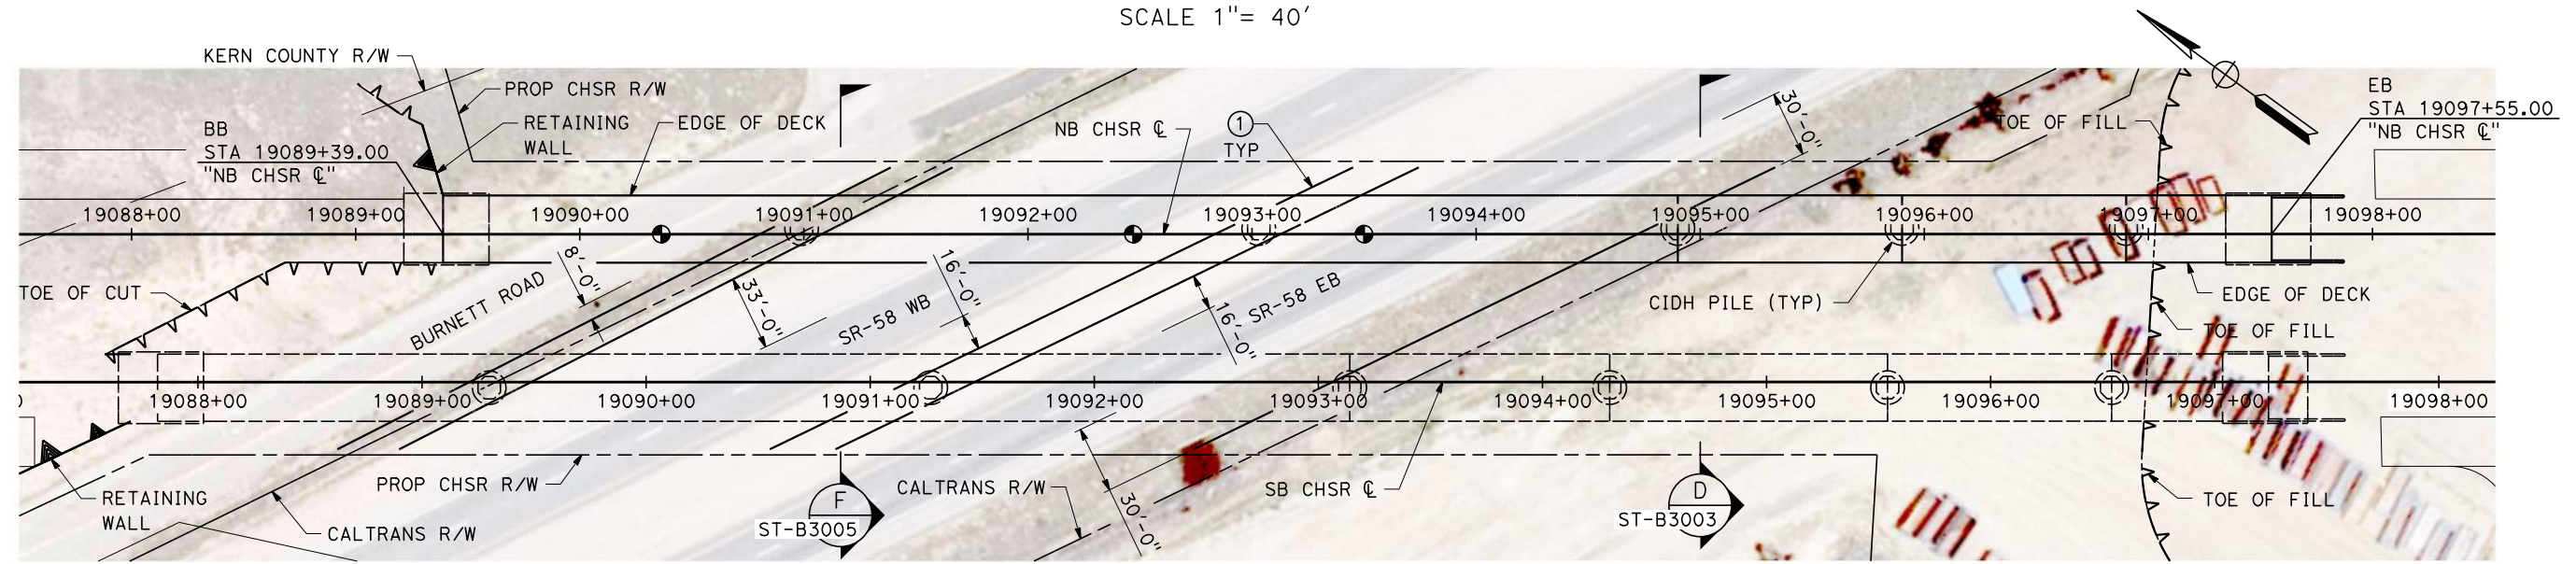 SCALE 1"= 40'
KERN COUNTY R/W
PROP CHSR R/W
RETAINING
WALL
EDGE OF DECK
NB CHSR ℄
1
TYP
30'-0"
TOE OF FILL
EB
STA 19097+55.00
"NB CHSR ℄"
BB
STA 19089+39.00
"NB CHSR ℄"
19088+00
19089+00
19090+00
19091+00
19092+00
19093+00
19094+00
19095+00
19096+00
19097+00
19098+00
TOE OF CUT
BURNETT ROAD
8'-0"
33'-0"
SR-58 WB
16'-0"
16'-0"
SR-58 EB
CIDH PILE (TYP)
EDGE OF DECK
TOE OF FILL
19088+00
19089+00
19090+00
19091+00
19092+00
19093+00
19094+00
19095+00
19096+00
19097+00
19098+00
RETAINING
WALL
PROP CHSR R/W
CALTRANS R/W
F
ST-B3005
CALTRANS R/W
30'-0"
SB CHSR ℄
D
ST-B3003
TOE OF FILL